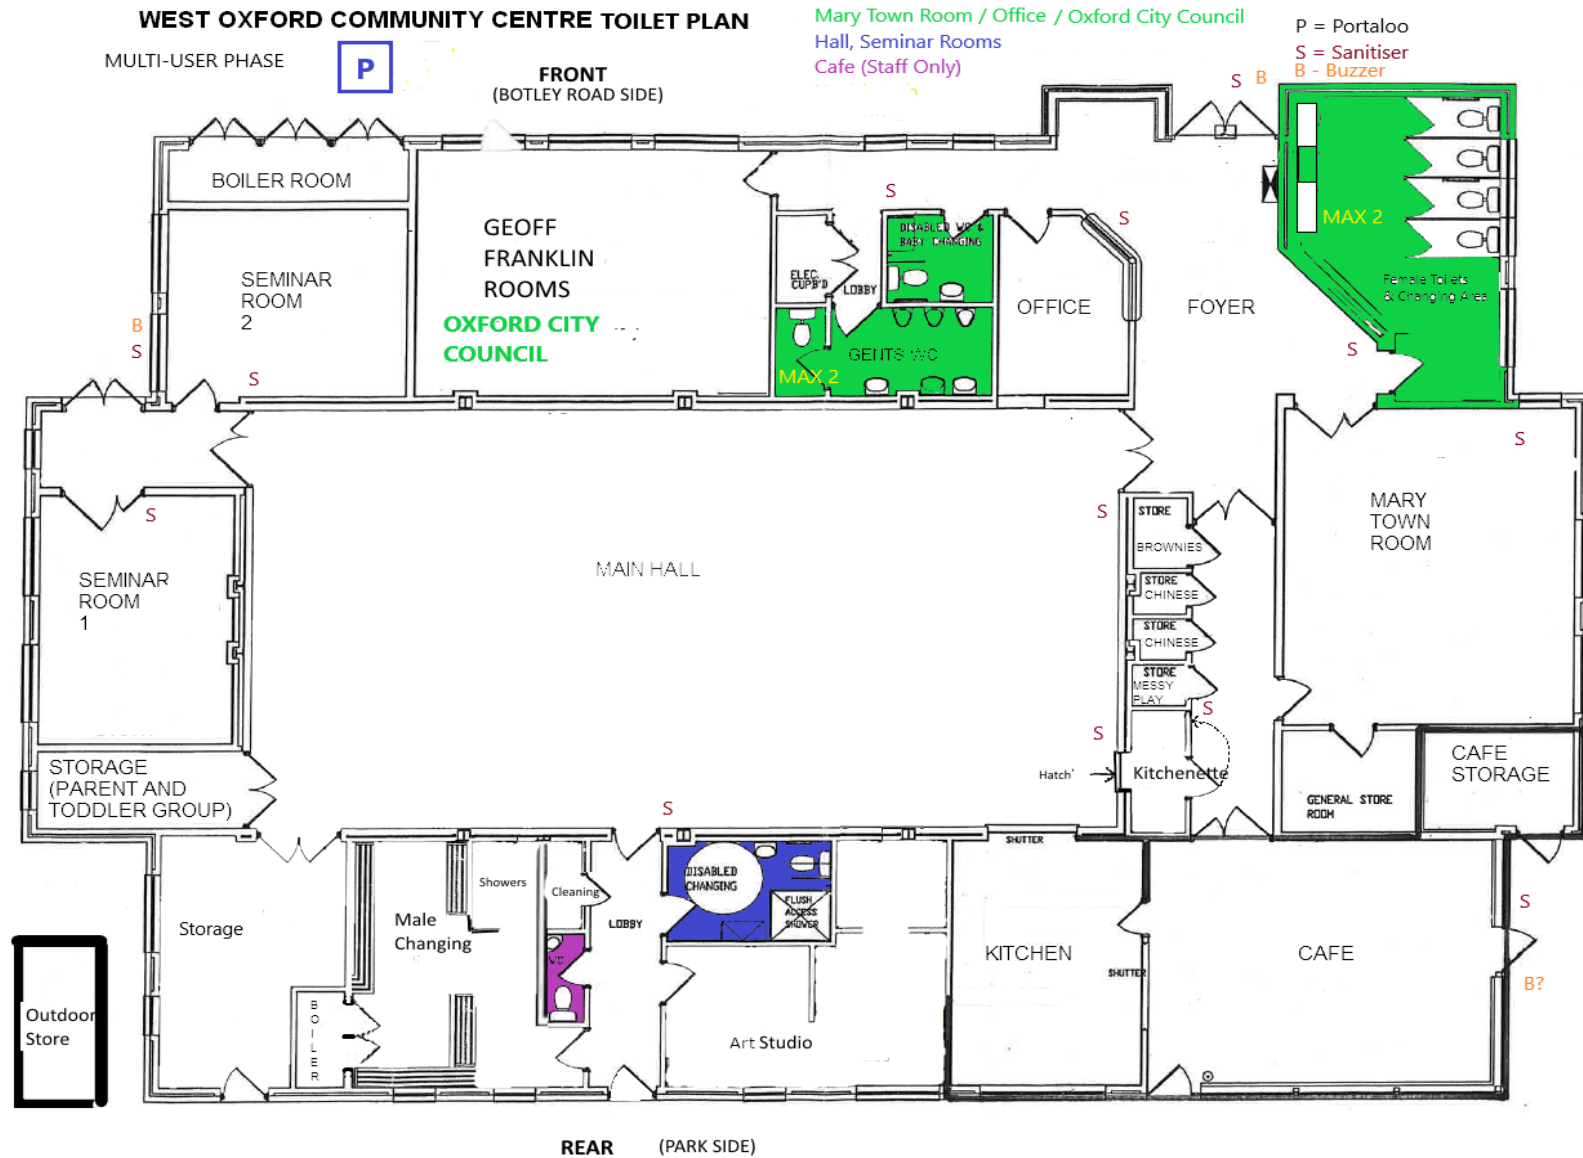 WEST OXFORD COMMUNITY CENTRE TOILET PLAN
MULTI-USER PHASE
P
FRONT
(BOTLEY ROAD SIDE)
Mary Town Room / Office / Oxford City Council
Hall, Seminar Rooms
Cafe (Staff Only)
P = Portaloo
S = Sanitiser
B - Buzzer
S
B
BOILER ROOM
SEMINAR
ROOM
2
GEOFF
FRANKLIN
ROOMS
OXFORD CITY
COUNCIL
S
DISABLED WC &
BABY CHANGING
ELEC.
CUPB'D
LOBBY
GENTS WC
MAX 2
OFFICE
S
FOYER
MAX 2
Female Toilets
& Changing Area
S
B
S
S
S
SEMINAR
ROOM
1
MAIN HALL
S
STORE
BROWNIES
STORE
CHINESE
STORE
CHINESE
STORE
MESSY
PLAY
S
S
Hatch'
Kitchenette
S
MARY
TOWN
ROOM
GENERAL STORE
ROOM
CAFE
STORAGE
STORAGE
(PARENT AND
TODDLER GROUP)
S
SHUTTER
Storage
Male
Changing
Showers
Cleaning
WC
LOBBY
DISABLED
CHANGING
FLUSH
ACCESS
SHOWER
KITCHEN
SHUTTER
CAFE
S
B?
Outdoor
Store
BOILER
Art Studio
REAR
(PARK SIDE)